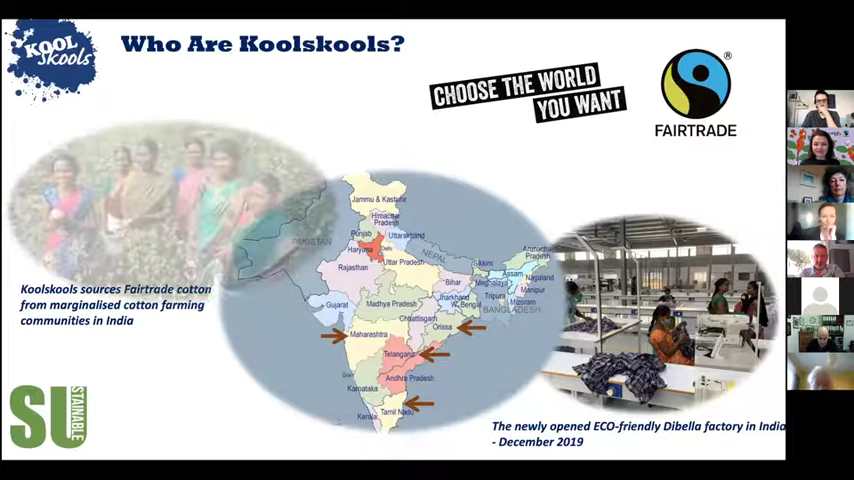 KOOL
Skools
Who Are Koolskools?
CHOOSE THE WORLD
YOU WANT
®
FAIRTRADE
Koolskools sources Fairtrade cotton
from marginalised cotton farming
communities in India
Jammu & Kashmir
Himachal
Pradesh
Punjab
Uttarakhand
PAKISTAN
Haryana
Delhi
Uttar Pradesh
NEPAL
Sikkim
Arunachal
Pradesh
Assam
Nagaland
Rajasthan
Bihar
Meghalaya
Manipur
Gujarat
Madhya Pradesh
Jharkhand
W. Bengal
Tripura
Mizoram
Chhattisgarh
BANGLADESH
Maharashtra
Orissa
Telangana
Goa
Andhra Pradesh
Karnataka
Kerala
Tamil Nadu
SUSTAINABLE
The newly opened ECO-friendly Dibella factory in India
- December 2019